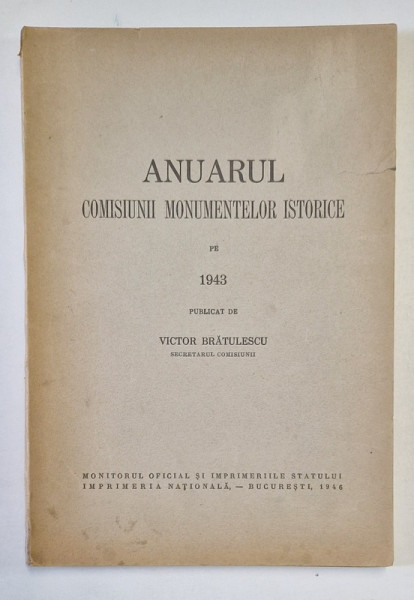 ANUARUL
COMISIUNII MONUMENTELOR ISTORICE
PE
1943
PUBLICAT DE
VICTOR BRĂTULESCU
SECRETARUL COMISIUNII
MONITORUL OFICIAL ȘI IMPRIMERIILE STATULUI
IMPRIMERIA NAȚIONALĂ, — BUCUREȘTI, 1946